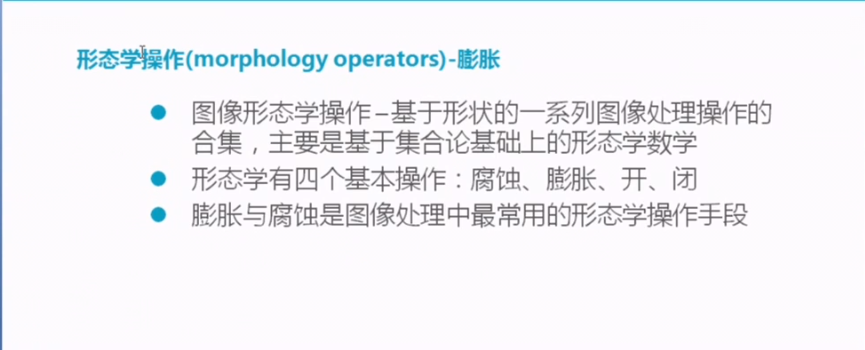 形态学操作(morphology operators)-膨胀
图像形态学操作 – 基于形状的一系列图像处理操作的
合集，主要是基于集合论基础上的形态学数学
形态学有四个基本操作：腐蚀、膨胀、开、闭
膨胀与腐蚀是图像处理中最常用的形态学操作手段